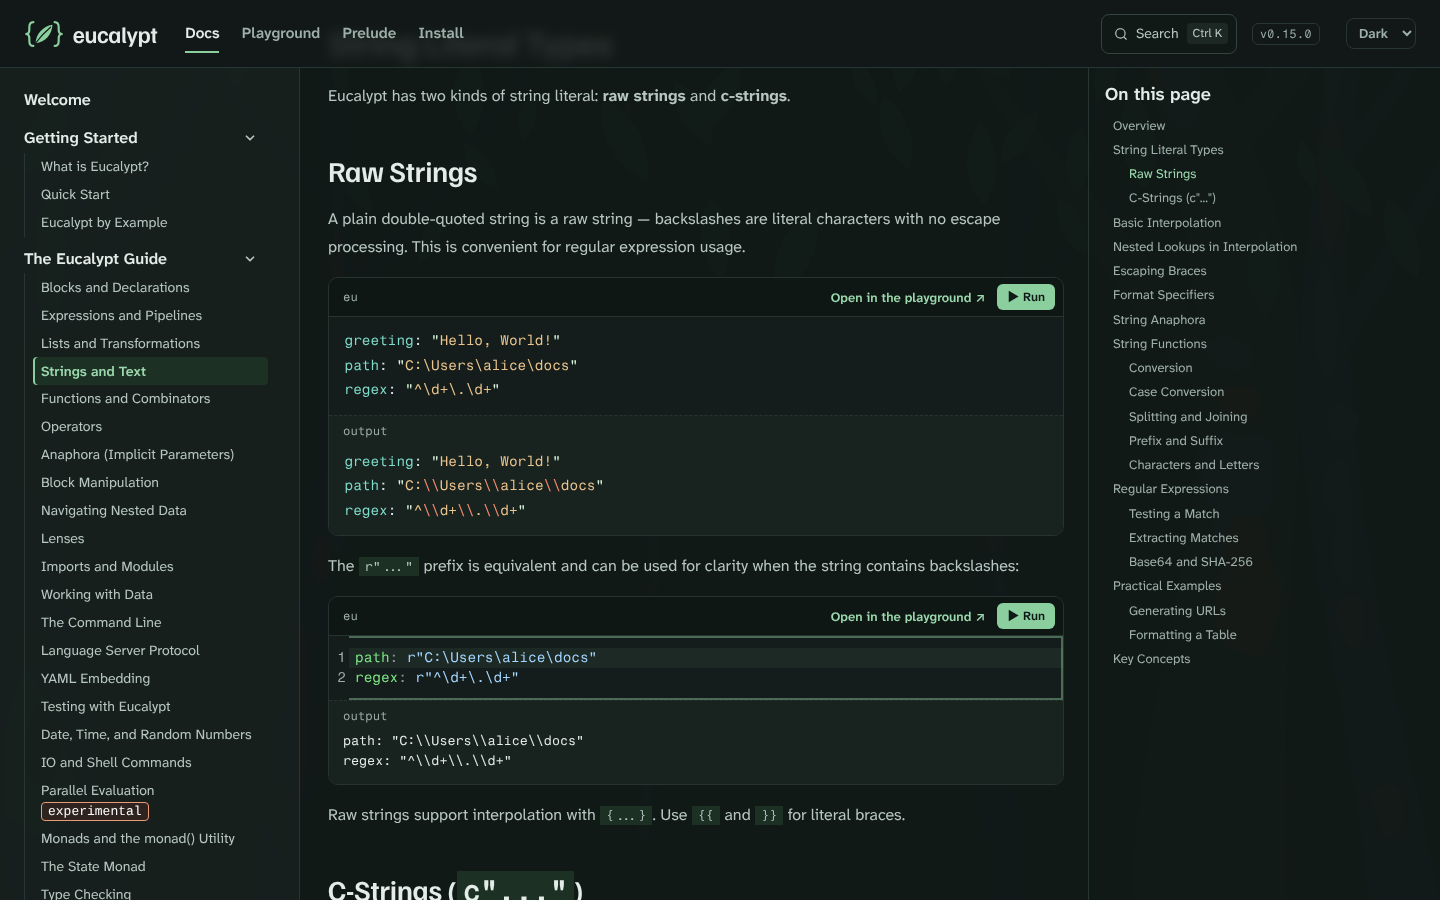 eucalypt
Docs Playground Prelude Install
Search Ctrl K
v0.15.0
Dark
Welcome
Getting Started
What is Eucalypt?
Quick Start
Eucalypt by Example
The Eucalypt Guide
Blocks and Declarations
Expressions and Pipelines
Lists and Transformations
Strings and Text
Functions and Combinators
Operators
Anaphora (Implicit Parameters)
Block Manipulation
Navigating Nested Data
Lenses
Imports and Modules
Working with Data
The Command Line
Language Server Protocol
YAML Embedding
Testing with Eucalypt
Date, Time, and Random Numbers
IO and Shell Commands
Parallel Evaluation
experimental
Monads and the monad() Utility
The State Monad
Type Checking
String Literal Types
Eucalypt has two kinds of string literal: raw strings and c-strings.
Raw Strings
A plain double-quoted string is a raw string — backslashes are literal characters with no escape
processing. This is convenient for regular expression usage.
eu
Open in the playground ↗ ▶ Run
greeting: "Hello, World!"
path: "C:\Users\alice\docs"
regex: "^\d+\.\d+"
output
greeting: "Hello, World!"
path: "C:\\Users\\alice\\docs"
regex: "^\\d+\\.\\d+"
The r"..." prefix is equivalent and can be used for clarity when the string contains backslashes:
eu
Open in the playground ↗ ▶ Run
1 path: r"C:\Users\alice\docs"
2 regex: r"^\d+\.\d+"
output
path: "C:\\Users\\alice\\docs"
regex: "^\\d+\\.\\d+"
Raw strings support interpolation with {...}. Use {{ and }} for literal braces.
C-Strings (c"...")
On this page
Overview
String Literal Types
Raw Strings
C-Strings (c"...")
Basic Interpolation
Nested Lookups in Interpolation
Escaping Braces
Format Specifiers
String Anaphora
String Functions
Conversion
Case Conversion
Splitting and Joining
Prefix and Suffix
Characters and Letters
Regular Expressions
Testing a Match
Extracting Matches
Base64 and SHA-256
Practical Examples
Generating URLs
Formatting a Table
Key Concepts